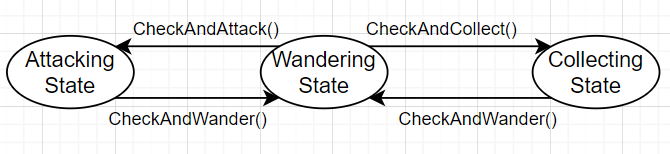 CheckAndAttack()
CheckAndCollect()
Attacking
State
Wandering
State
Collecting
State
CheckAndWander()
CheckAndWander()